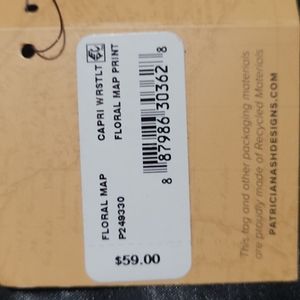 CAPRI WRSTLT
FLORAL MAP PRINT
FLORAL MAP
P249330
8 87986 30362 8
$59.00
This tag and other packaging materials
are proudly made of Recycled Materials
PATRICIANASHDESIGNS.COM